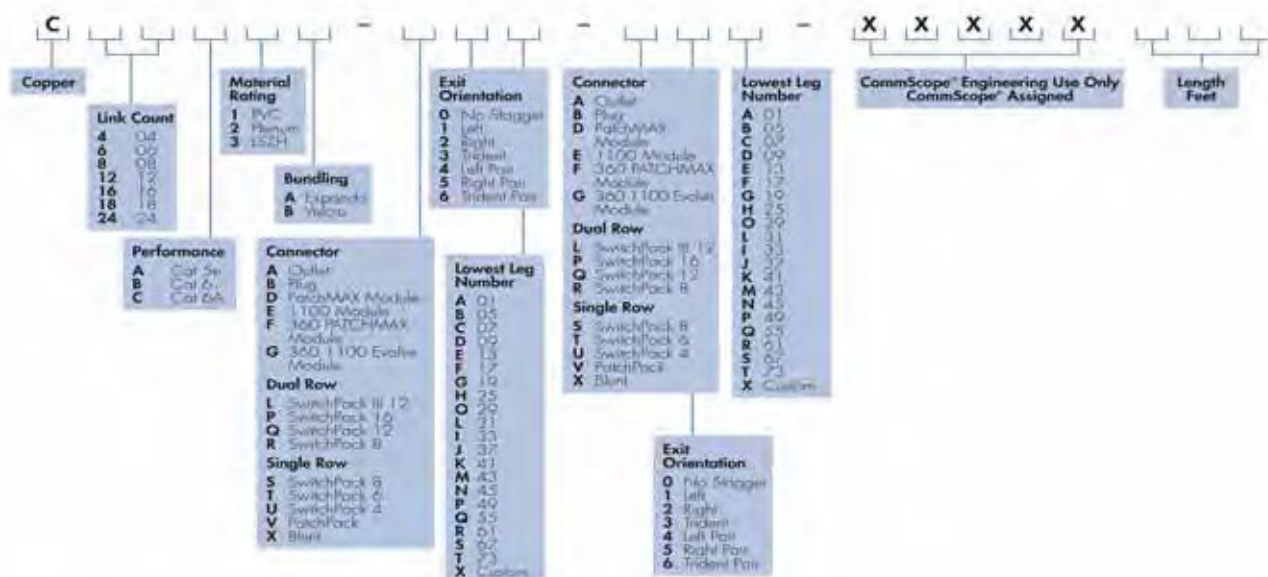 C – – – X X X X X
Copper
Link Count
4 04
6 06
8 08
12 12
16 16
18 18
24 24
Performance
A Cat 5e
B Cat 6
C Cat 6A
Material
Rating
1 PVC
2 Plenum
3 LSZH
Bundling
A Expando
B Velcro
Connector
A Outlet
B Plug
D PatchMAX Module
E 1100 Module
F 360 PATCHMAX
Module
G 360 1100 Evolve
Module
Dual Row
L SwitchPack III 12
P SwitchPack 16
Q SwitchPack 12
R SwitchPack 8
Single Row
S SwitchPack 8
T SwitchPack 6
U SwitchPack 4
V PatchPack
X Blunt
Exit
Orientation
0 No Stagger
1 Left
2 Right
3 Trident
4 Left Pair
5 Right Pair
6 Trident Pair
Lowest Leg
Number
A 01
B 05
C 07
D 09
E 13
F 17
G 19
H 25
O 29
L 31
I 33
J 37
K 41
M 43
N 45
P 49
Q 55
R 61
S 67
T 73
X Custom
Connector
A Outlet
B Plug
D PatchMAX
Module
E 1100 Module
F 360 PATCHMAX
Module
G 360 1100 Evolve
Module
Dual Row
L SwitchPack III 12
P SwitchPack 16
Q SwitchPack 12
R SwitchPack 8
Single Row
S SwitchPack 8
T SwitchPack 6
U SwitchPack 4
V PatchPack
X Blunt
Exit
Orientation
0 No Stagger
1 Left
2 Right
3 Trident
4 Left Pair
5 Right Pair
6 Trident Pair
Lowest Leg
Number
A 01
B 05
C 07
D 09
E 13
F 17
G 19
H 25
O 29
L 31
I 33
J 37
K 41
M 43
N 45
P 49
Q 55
R 61
S 67
T 73
X Custom
CommScope® Engineering Use Only
CommScope® Assigned
Length
Feet